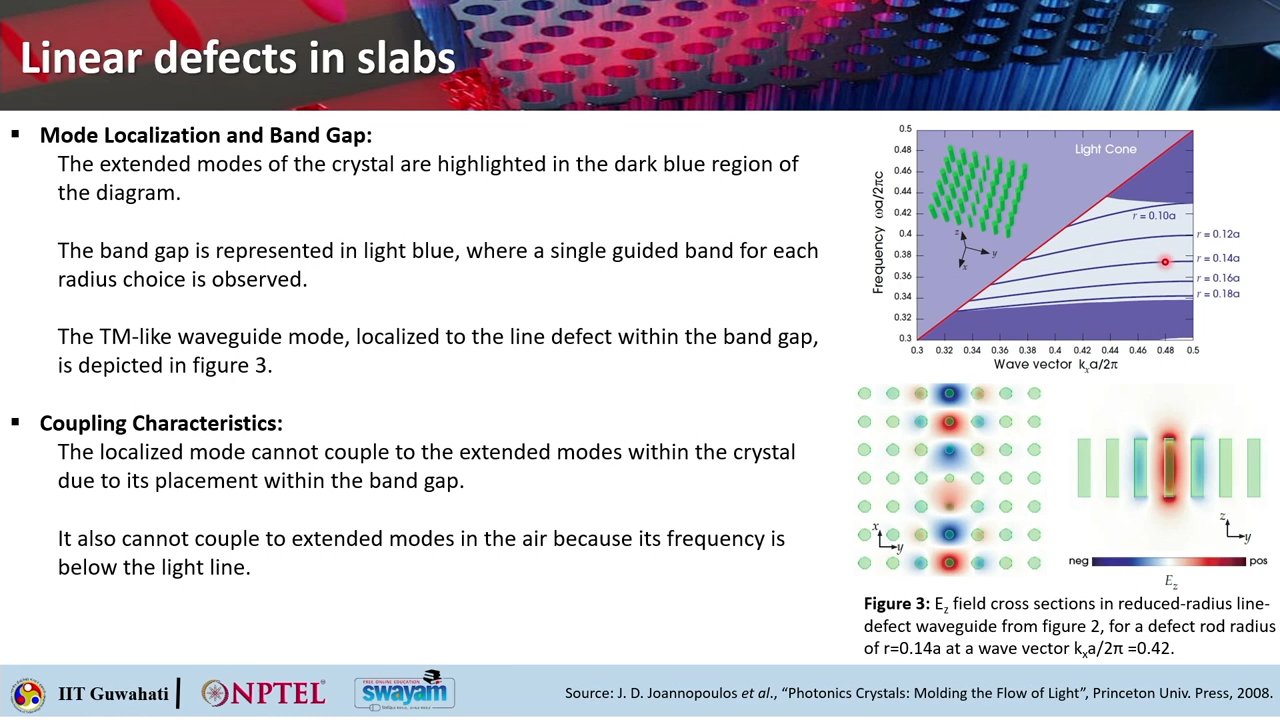 Linear defects in slabs
▪ Mode Localization and Band Gap:
The extended modes of the crystal are highlighted in the dark blue region of
the diagram.
The band gap is represented in light blue, where a single guided band for each
radius choice is observed.
The TM-like waveguide mode, localized to the line defect within the band gap,
is depicted in figure 3.
▪ Coupling Characteristics:
The localized mode cannot couple to the extended modes within the crystal
due to its placement within the band gap.
It also cannot couple to extended modes in the air because its frequency is
below the light line.
Frequency ωa/2πc
0.5
0.48
0.46
0.44
0.42
0.4
0.38
0.36
0.34
0.32
0.3
Light Cone
z
y
x
r = 0.10a
r = 0.12a
r = 0.14a
r = 0.16a
r = 0.18a
0.3 0.32 0.34 0.36 0.38 0.4 0.42 0.44 0.46 0.48 0.5
Wave vector kₓa/2π
x
y
z
y
neg pos
E_z
Figure 3: E_z field cross sections in reduced-radius line-
defect waveguide from figure 2, for a defect rod radius
of r=0.14a at a wave vector kₓa/2π =0.42.
IIT Guwahati
NPTEL
FREE ONLINE EDUCATION
swayam
Source: J. D. Joannopoulos et al., “Photonics Crystals: Molding the Flow of Light”, Princeton Univ. Press, 2008.